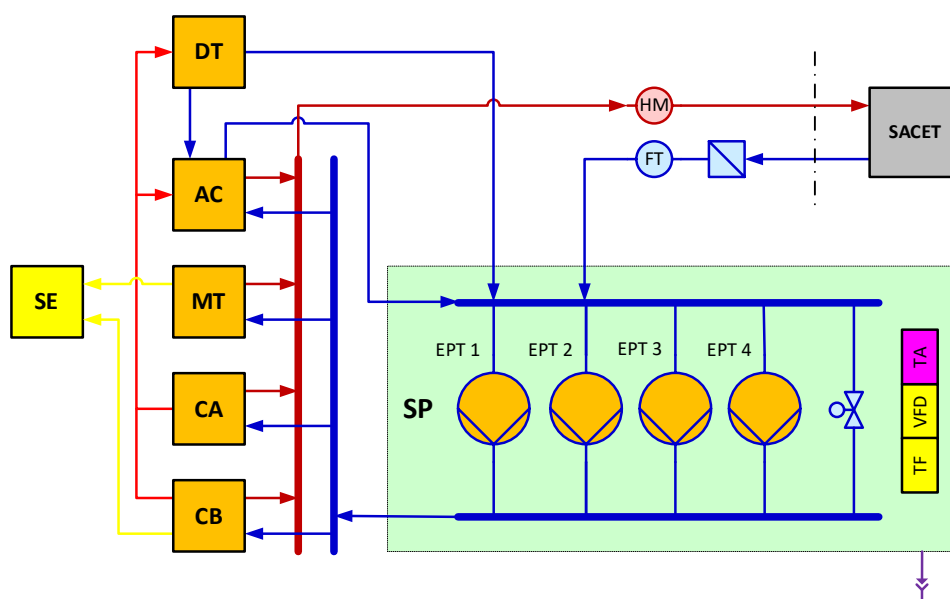 DT
HM
SACET
FT
AC
SE
MT
EPT 1
EPT 2
EPT 3
EPT 4
TA
CA
SP
VFD
TF
CB